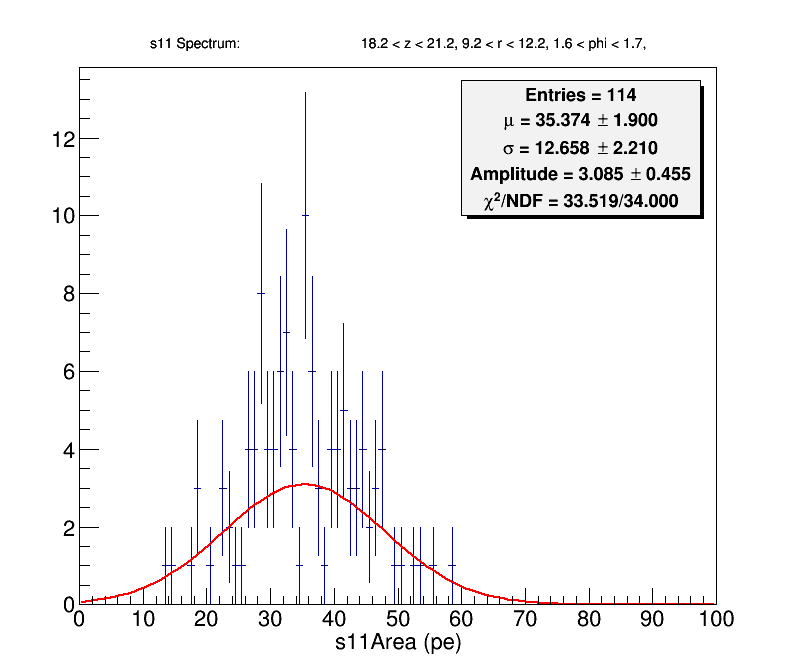 s11 Spectrum: 18.2 < z < 21.2, 9.2 < r < 12.2, 1.6 < phi < 1.7,
Entries = 114
μ = 35.374 ± 1.900
σ = 12.658 ± 2.210
Amplitude = 3.085 ± 0.455
χ²/NDF = 33.519/34.000
12
10
8
6
4
2
0
0 10 20 30 40 50 60 70 80 90 100
s11Area (pe)